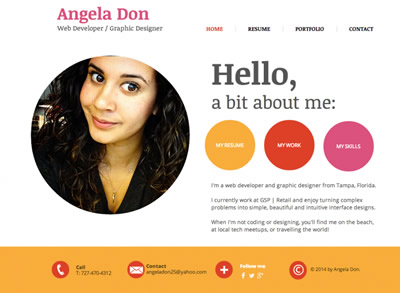 Angela Don
Web Developer / Graphic Designer
HOME RESUME PORTFOLIO CONTACT
Hello,
a bit about me:
MY RESUME
MY WORK
MY SKILLS
I'm a web developer and graphic designer from Tampa, Florida.
I currently work at GSP | Retail and enjoy turning complex
problems into simple, beautiful and intuitive interface designs.
When I'm not coding or designing, you'll find me on the beach,
at local tech meetups, or travelling the world!
Call
T: 727-470-4312
Contact
angeladon25@yahoo.com
Follow me
© 2014 by Angela Don.